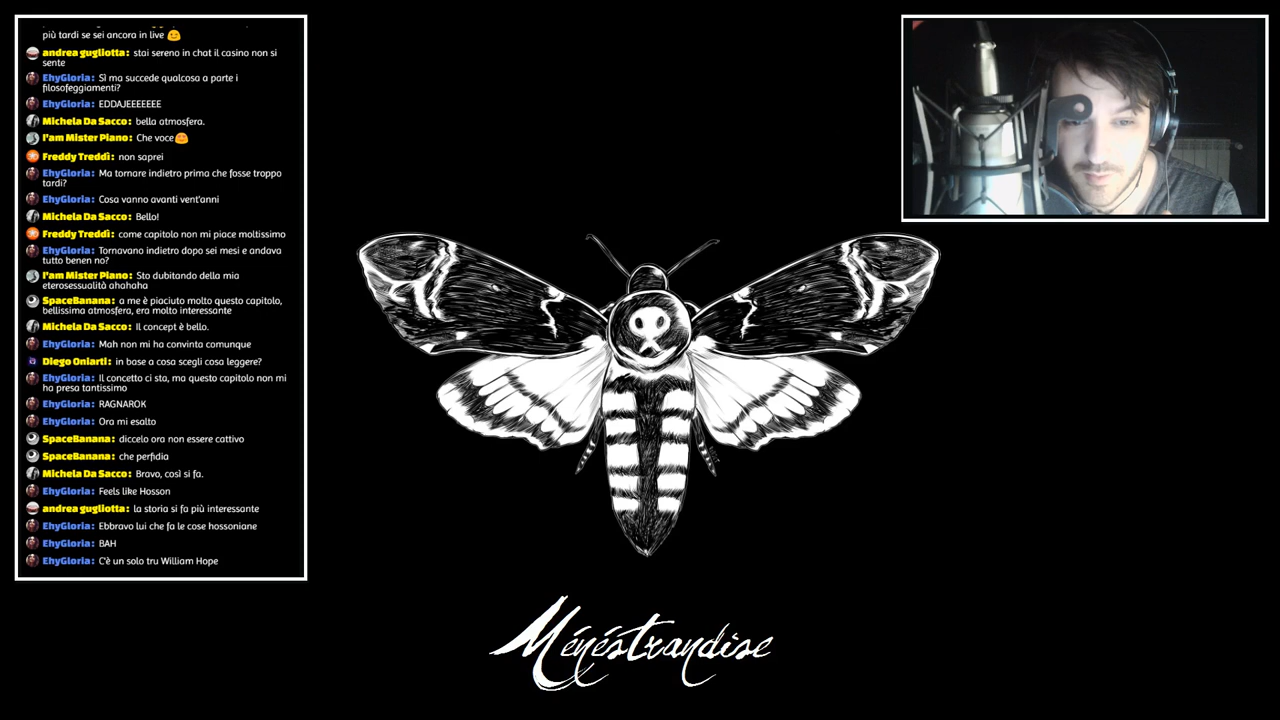 più tardi se sei ancora in live
andrea gugliotta: stai sereno in chat il casino non si
sente
EhyGloria: Sì ma succede qualcosa a parte i
filosofeggiamenti?
EhyGloria: EDDAJEEEEEEE
Michela Da Sacco: bella atmosfera.
I'am Mister Piano: Che voce
Freddy Treddì: non saprei
EhyGloria: Ma tornare indietro prima che fosse troppo
tardi?
EhyGloria: Cosa vanno avanti vent'anni
Michela Da Sacco: Bello!
Freddy Treddì: come capitolo non mi piace moltissimo
EhyGloria: Tornavano indietro dopo sei mesi e andava
tutto benen no?
I'am Mister Piano: Sto dubitando della mia
eterosessualità ahahaha
SpaceBanana: a me è piaciuto molto questo capitolo,
bellissima atmosfera, era molto interessante
Michela Da Sacco: Il concept è bello.
EhyGloria: Mah non mi ha convinta comunque
Diego Oniarti: in base a cosa scegli cosa leggere?
EhyGloria: Il concetto ci sta, ma questo capitolo non mi
ha presa tantissimo
EhyGloria: RAGNAROK
EhyGloria: Ora mi esalto
SpaceBanana: diccelo ora non essere cattivo
SpaceBanana: che perfidia
Michela Da Sacco: Bravo, così si fa.
EhyGloria: Feels like Hosson
andrea gugliotta: la storia si fa più interessante
EhyGloria: Ebbravo lui che fa le cose hossoniane
EhyGloria: BAH
EhyGloria: C'è un solo tru William Hope
Ménéstrandise